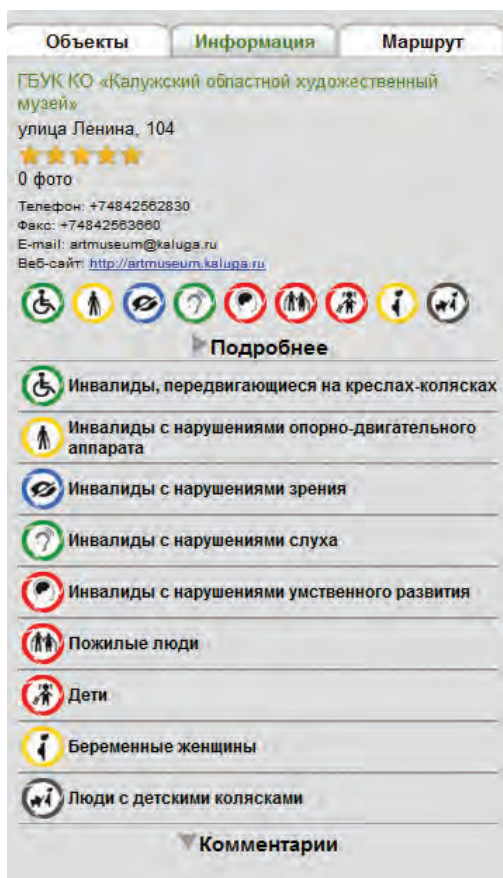 Объекты Информация Маршрут
ГБУК КО «Калужский областной художественный
музей»
улица Ленина, 104
0 фото
Телефон: +74842562830
Факс: +74842563660
E-mail: artmuseum@kaluga.ru
Веб-сайт: http://artmuseum.kaluga.ru
Подробнее
Инвалиды, передвигающиеся на креслах-колясках
Инвалиды с нарушениями опорно-двигательного
аппарата
Инвалиды с нарушениями зрения
Инвалиды с нарушениями слуха
Инвалиды с нарушениями умственного развития
Пожилые люди
Дети
Беременные женщины
Люди с детскими колясками
Комментарии